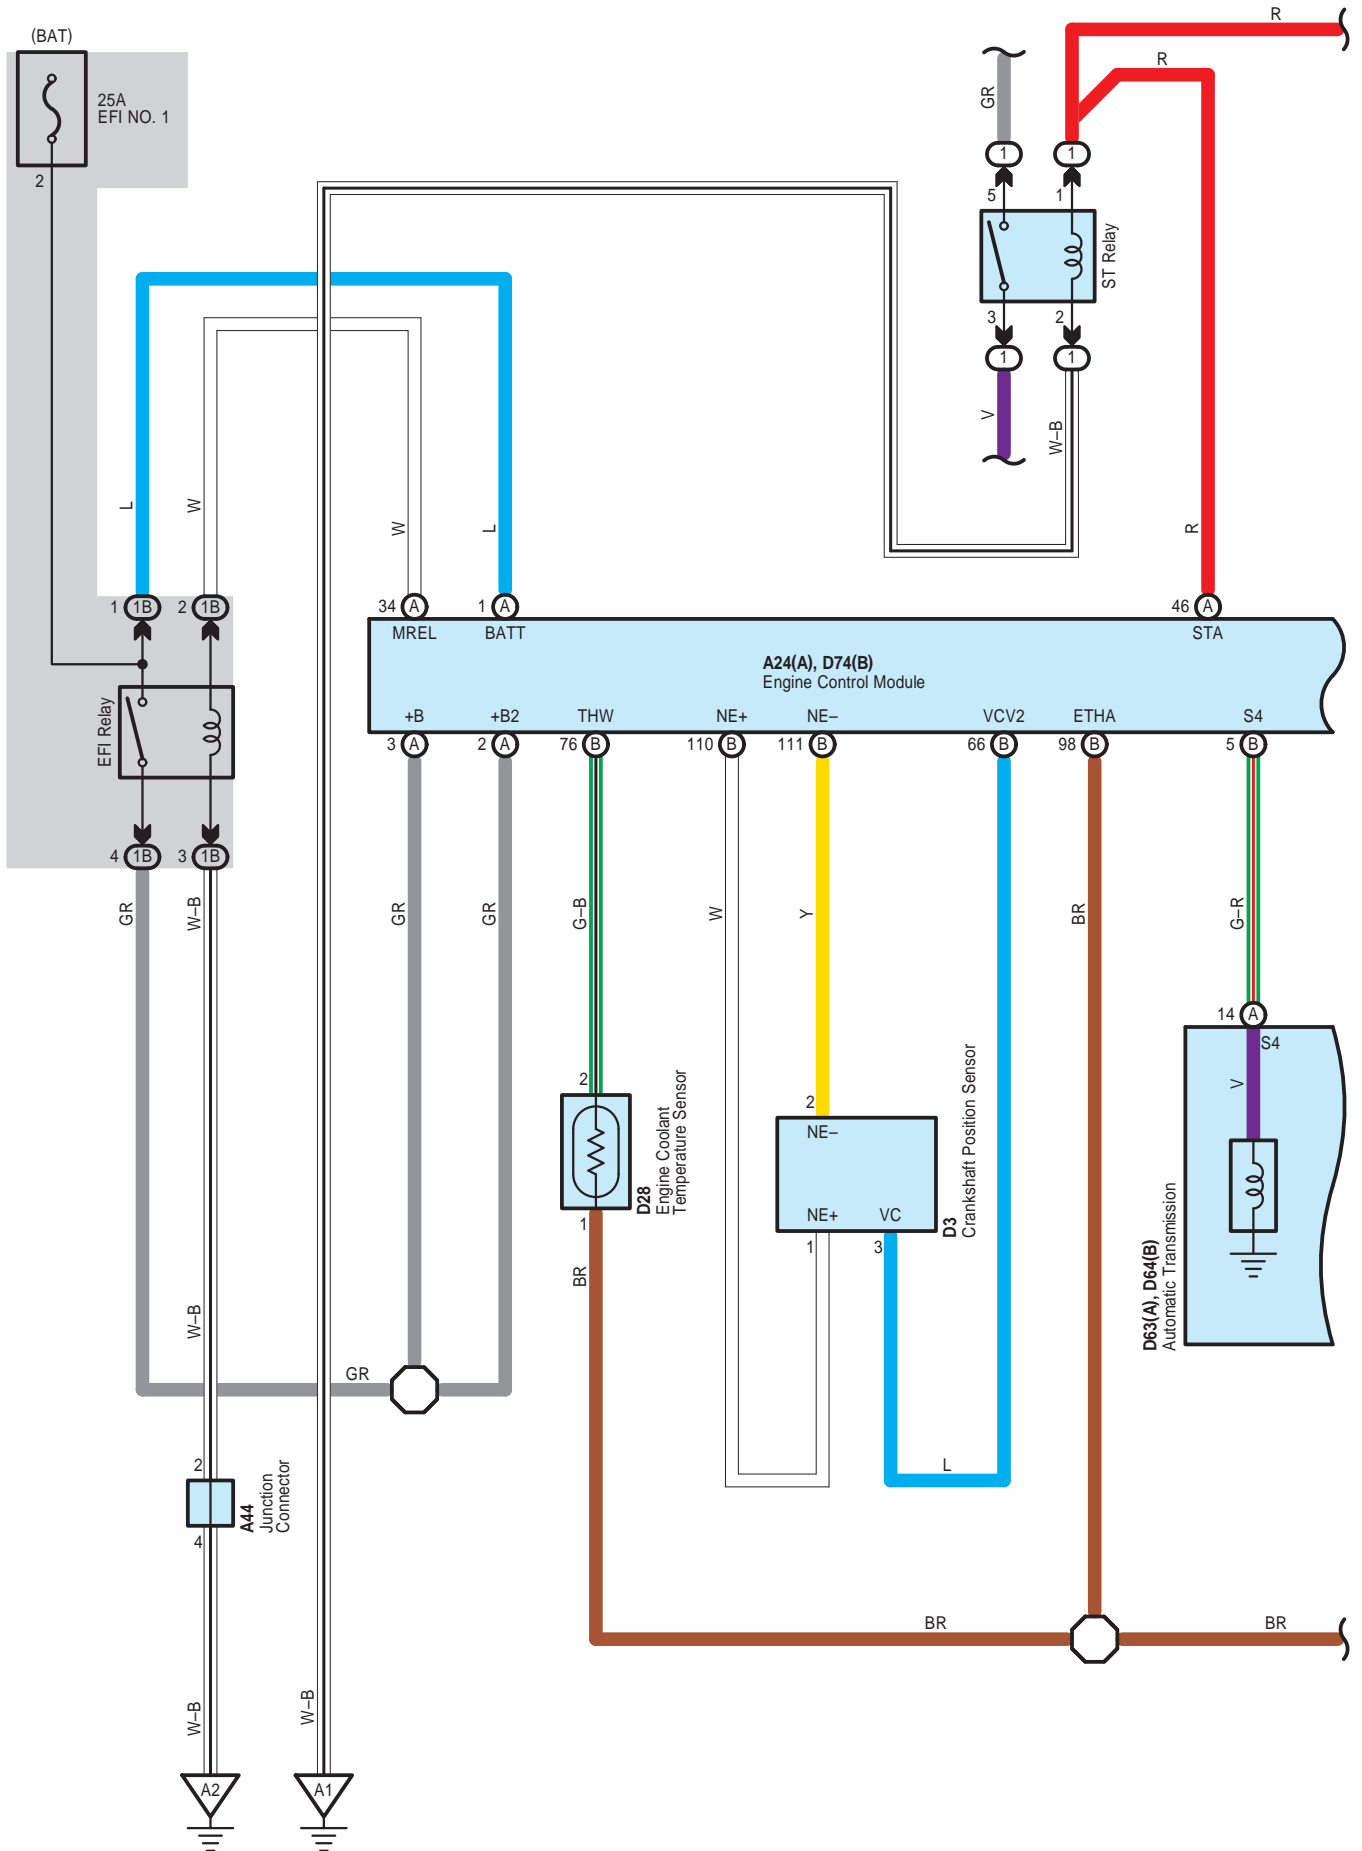 (BAT)
25A
EFI NO. 1
2
R
R
GR
1
1
5
1
ST Relay
3
2
1
1
V
W–B
L
W
W
L
R
1
1B
2
1B
34
A
1
A
46
A
MREL
BATT
STA
A24(A), D74(B)
Engine Control Module
EFI Relay
+B
+B2
THW
NE+
NE–
VCV2
ETHA
S4
3
A
2
A
76
B
110
B
111
B
66
B
98
B
5
B
4
1B
3
1B
GR
W–B
GR
GR
G–B
W
Y
BR
G–R
14
A
S4
V
2
D28
Engine Coolant
Temperature Sensor
1
BR
2
NE–
NE+
VC
1
3
D3
Crankshaft Position Sensor
D63(A), D64(B)
Automatic Transmission
W–B
GR
L
2
A44
Junction
Connector
4
BR
BR
W–B
W–B
A2
A1